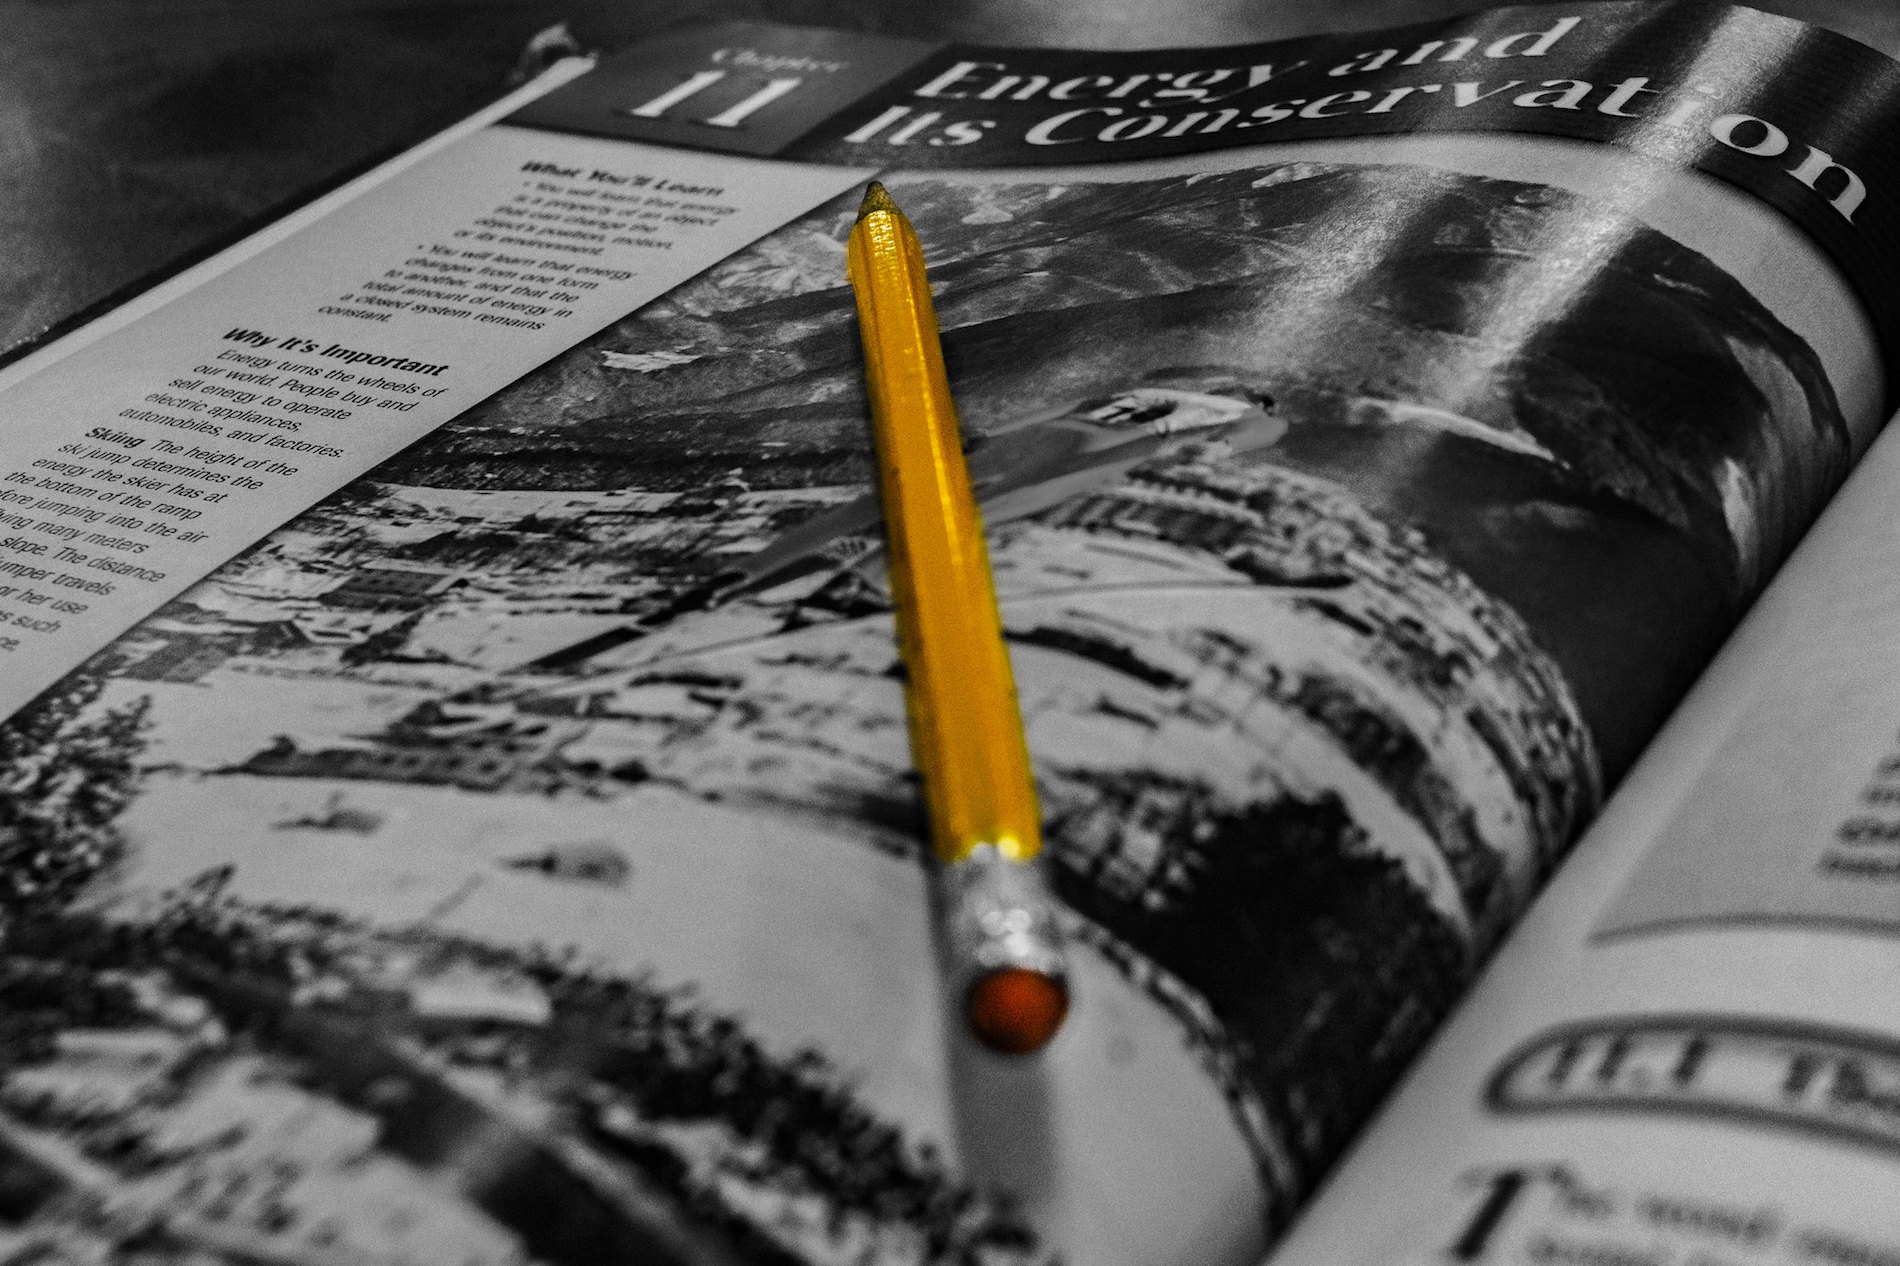 Chapter
11
Energy and
Its Conservation
What You'll Learn
• You will learn that energy
is a property of an object
that can change the
object's position, motion,
or its environment.
• You will learn that energy
changes from one form
to another, and that the
total amount of energy in
a closed system remains
constant.
Why It's Important
Energy turns the wheels of
our world. People buy and
sell energy to operate
electric appliances,
automobiles, and factories.
Skiing The height of the
ski jump determines the
energy the skier has at
the bottom of the ramp
jumping into the air
many meters
slope. The distance
travels
or her use
such
11.1